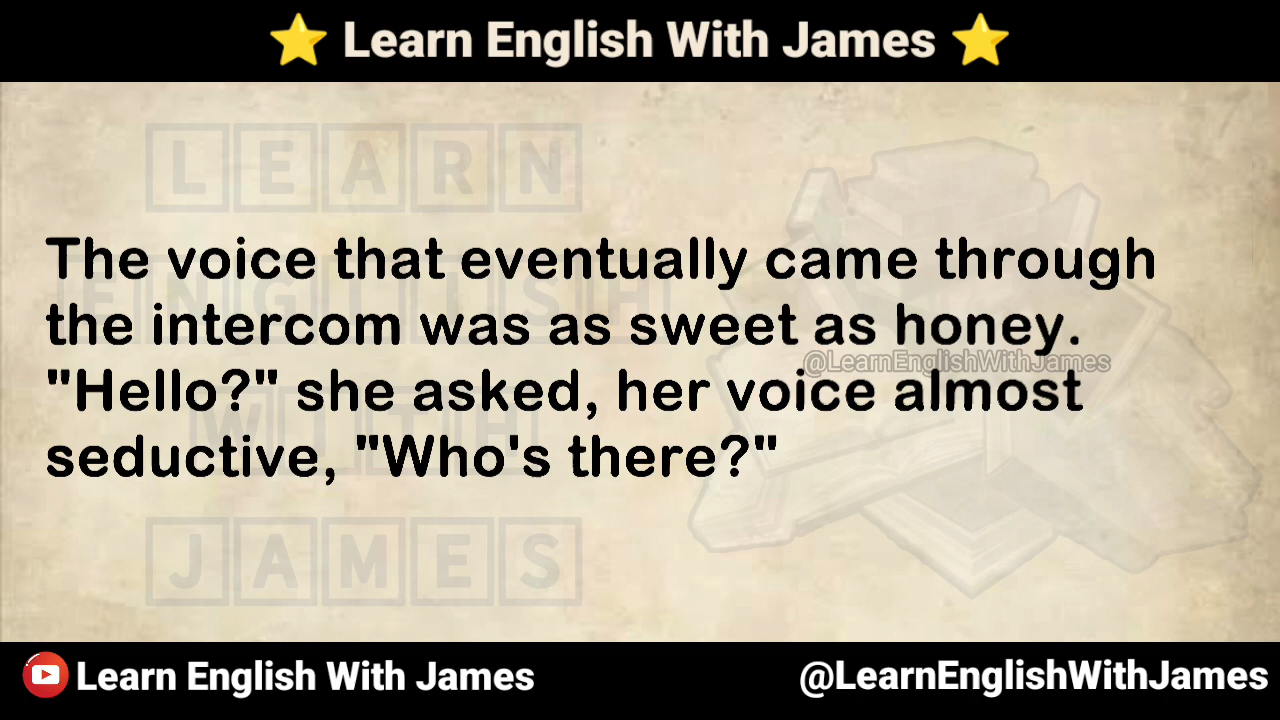 ⭐ Learn English With James ⭐
LEARN
ENGLISH
The voice that eventually came through
the intercom was as sweet as honey.
@LearnEnglishWithJames
"Hello?" she asked, her voice almost
WITH
seductive, "Who's there?"
JAMES
Learn English With James
@LearnEnglishWithJames